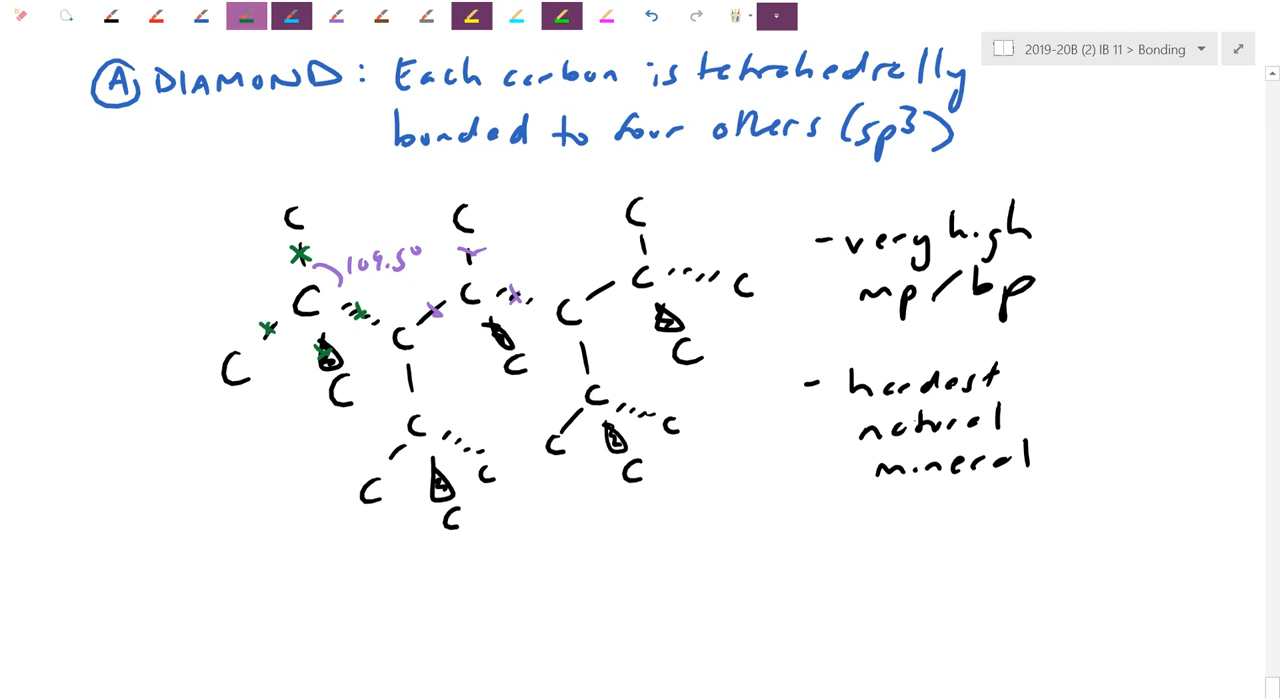 2019-20B (2) IB 11 > Bonding
A DIAMOND: Each carbon is tetrahedrally
bonded to four others (sp3)
C C C
109.5°
C C C C C
C
C C C C
C C C C
C C C C
C
- very high
mp/bp
- hardest
natural
mineral